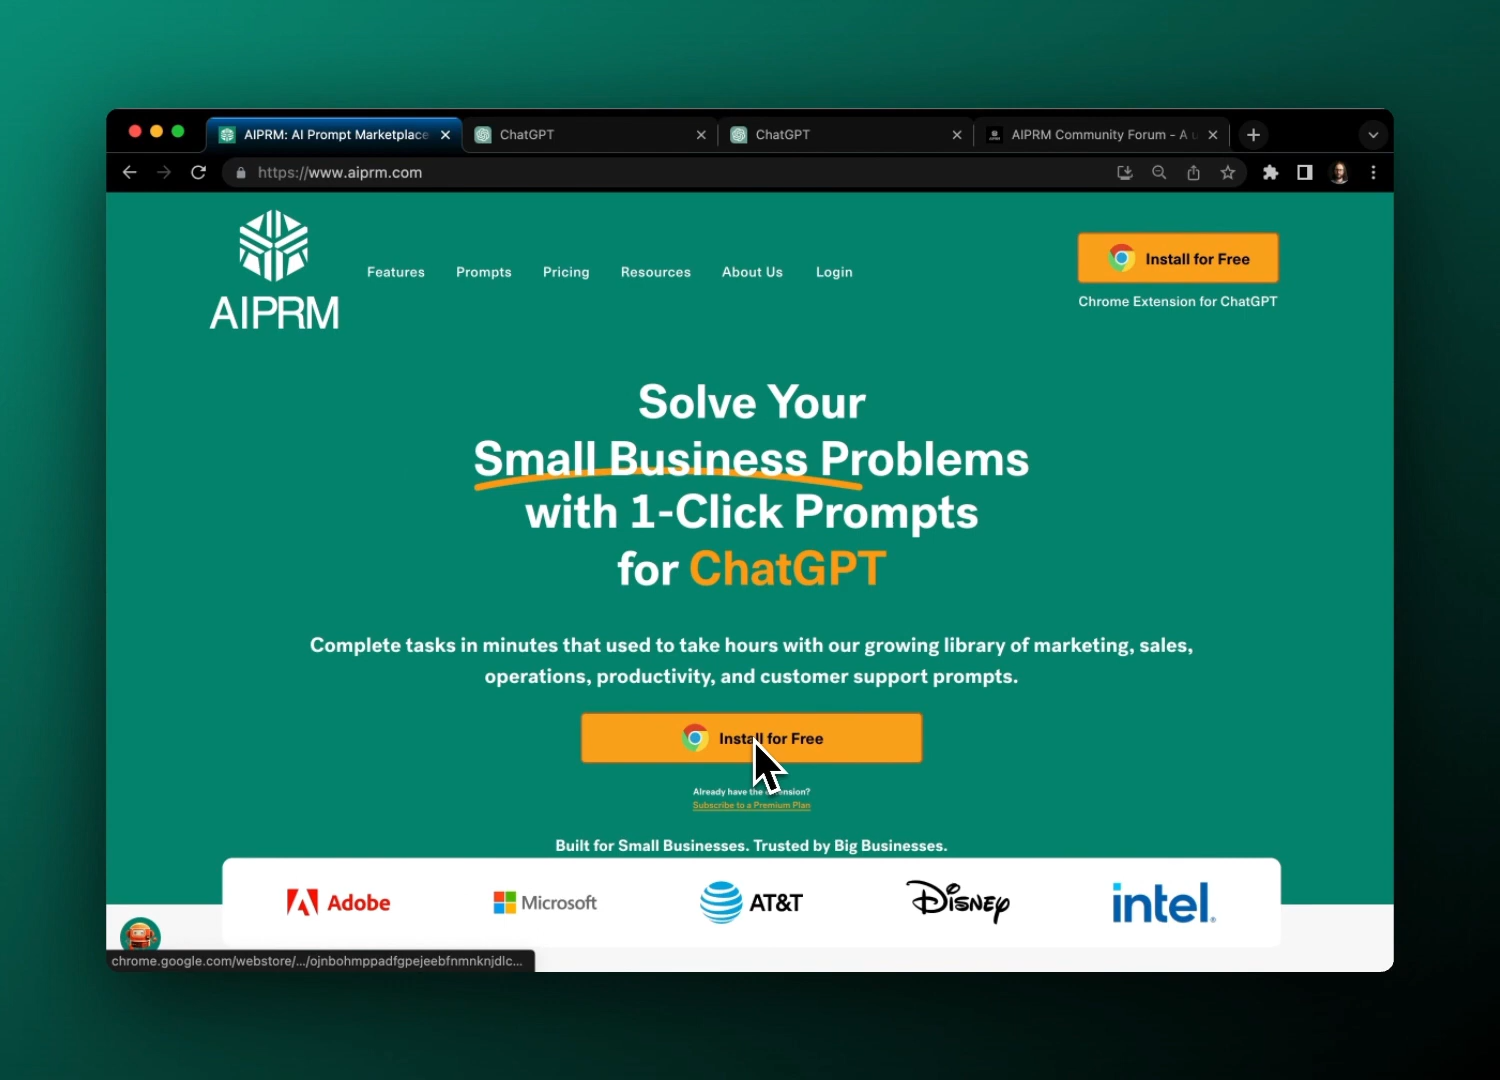 AIPRM: AI Prompt Marketplace
ChatGPT
ChatGPT
AIPRM Community Forum - A u
https://www.aiprm.com
AIPRM
Features
Prompts
Pricing
Resources
About Us
Login
Install for Free
Chrome Extension for ChatGPT
Solve Your
Small Business Problems
with 1-Click Prompts
for ChatGPT
Complete tasks in minutes that used to take hours with our growing library of marketing, sales,
operations, productivity, and customer support prompts.
Install for Free
Already have the
Subscribe to a Premium Plan
Built for Small Businesses. Trusted by Big Businesses.
Adobe
Microsoft
AT&T
Disney
intel.
chrome.google.com/webstore/.../ojnbohmppadfgpejeebfnmnknjdlc...